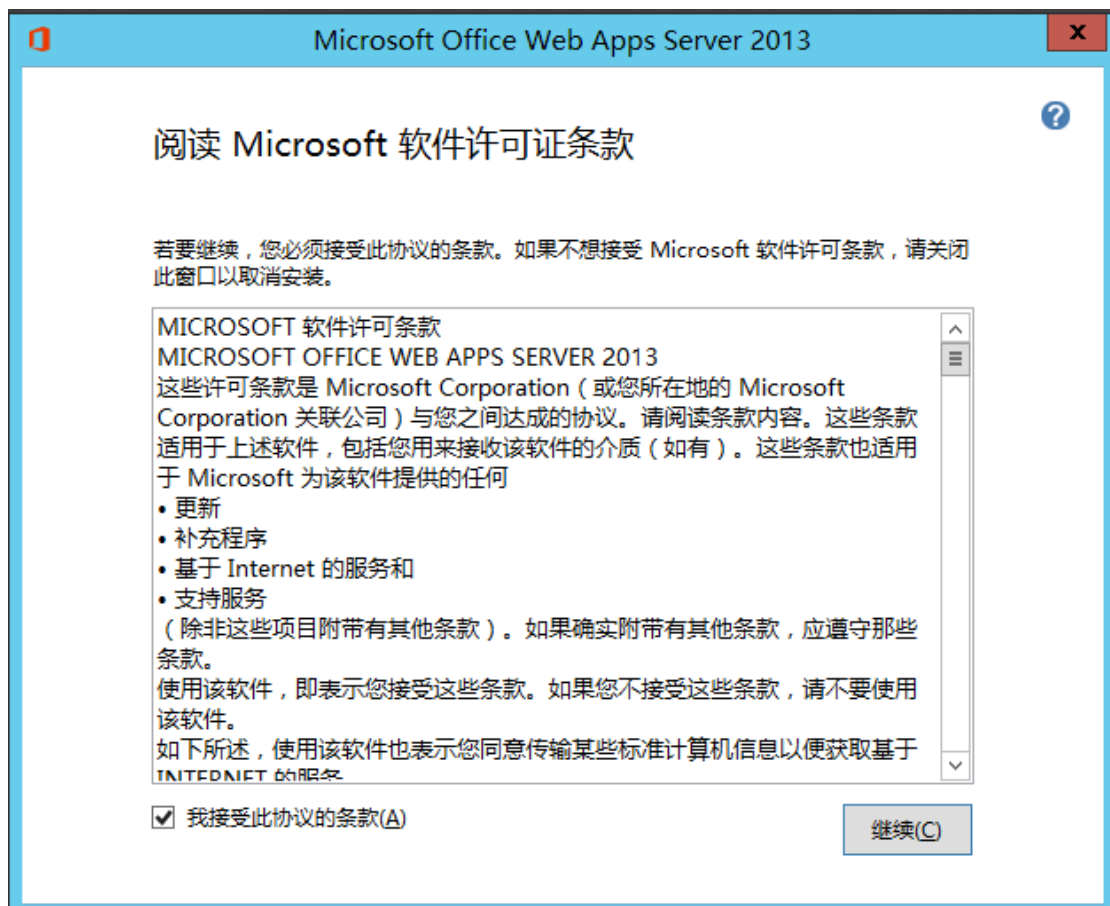 Microsoft Office Web Apps Server 2013
x
?
阅读 Microsoft 软件许可证条款
若要继续，您必须接受此协议的条款。如果不想接受 Microsoft 软件许可条款，请关闭
此窗口以取消安装。
MICROSOFT 软件许可条款
MICROSOFT OFFICE WEB APPS SERVER 2013
这些许可条款是 Microsoft Corporation（或您所在地的 Microsoft
Corporation 关联公司）与您之间达成的协议。请阅读条款内容。这些条款
适用于上述软件，包括您用来接收该软件的介质（如有）。这些条款也适用
于 Microsoft 为该软件提供的任何
• 更新
• 补充程序
• 基于 Internet 的服务和
• 支持服务
（除非这些项目附带有其他条款）。如果确实附带有其他条款，应遵守那些
条款。
使用该软件，即表示您接受这些条款。如果您不接受这些条款，请不要使用
该软件。
如下所述，使用该软件也表示您同意传输某些标准计算机信息以便获取基于
INTERNET 的服务
我接受此协议的条款(A)
继续(C)